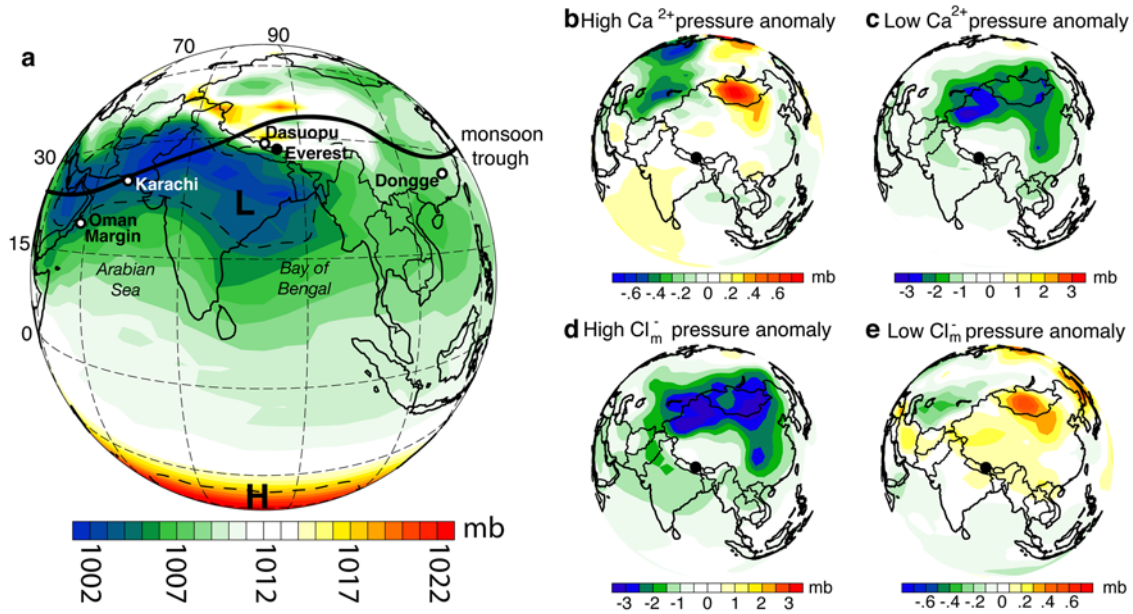 a
70
90
30
15
0
monsoon
trough
Dasuopu
Everest
Dongge
Karachi
L
Oman
Margin
Arabian
Sea
Bay of
Bengal
H
mb
1002
1007
1012
1017
1022
b High Ca 2+ pressure anomaly
mb
-.6 -.4 -.2 0 .2 .4 .6
c Low Ca2+ pressure anomaly
mb
-3 -2 -1 0 1 2 3
d High Cl-m pressure anomaly
mb
-3 -2 -1 0 1 2 3
e Low Cl-m pressure anomaly
mb
-.6 -.4 -.2 0 .2 .4 .6